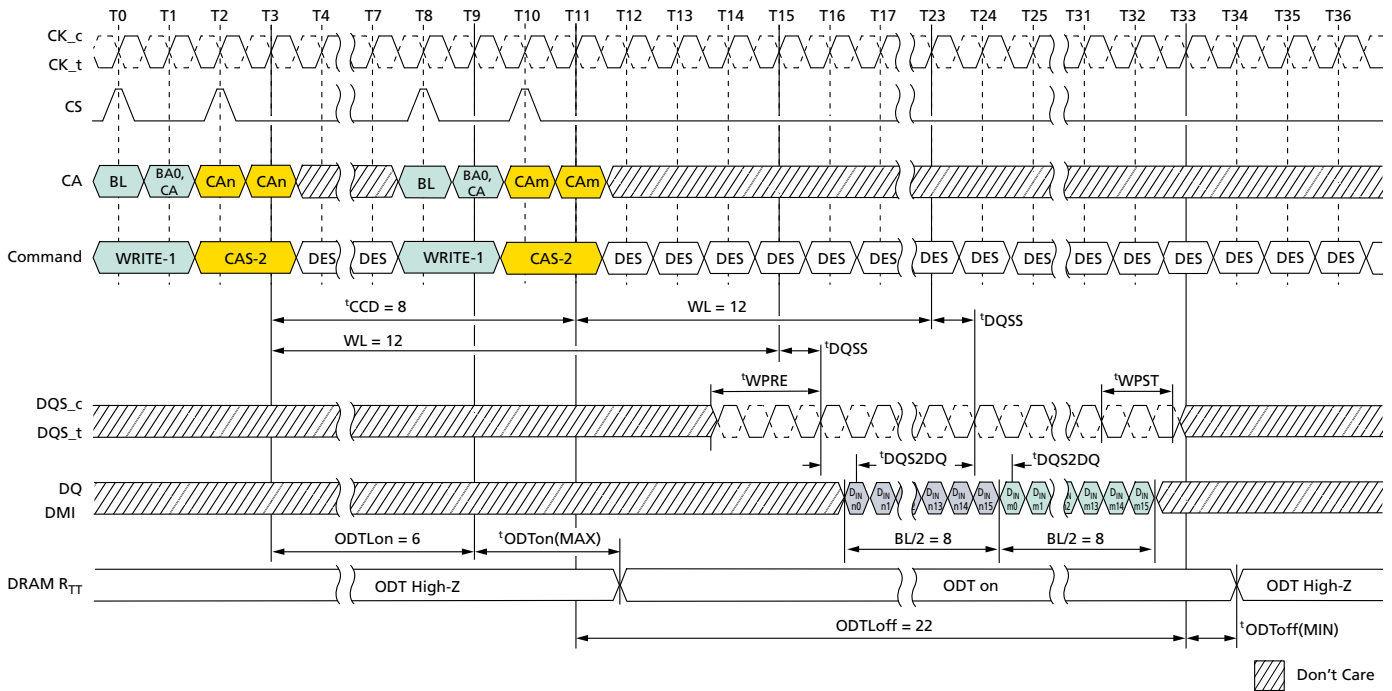 T0 T1 T2 T3 T4 T7 T8 T9 T10 T11 T12 T13 T14 T15 T16 T17 T23 T24 T25 T31 T32 T33 T34 T35 T36
CK_c
CK_t
CS
CA BL BA0, CA CAn CAn BL BA0, CA CAm CAm
Command WRITE-1 CAS-2 DES DES WRITE-1 CAS-2 DES DES DES DES DES DES DES DES DES DES DES DES DES DES DES
tCCD = 8 WL = 12 tDQSS
WL = 12 tDQSS
tWPRE tWPST
DQS_c
DQS_t
tDQS2DQ tDQS2DQ
DQ
DMI
DIN n0 DIN n1 DIN n13 DIN n14 DIN n15 DIN m0 DIN m1 DIN m13 DIN m14 DIN m15
BL/2 = 8 BL/2 = 8
ODTLon = 6 tODTon(MAX)
DRAM RTT ODT High-Z ODT on ODT High-Z
ODTLoff = 22 tODToff(MIN)
Don't Care